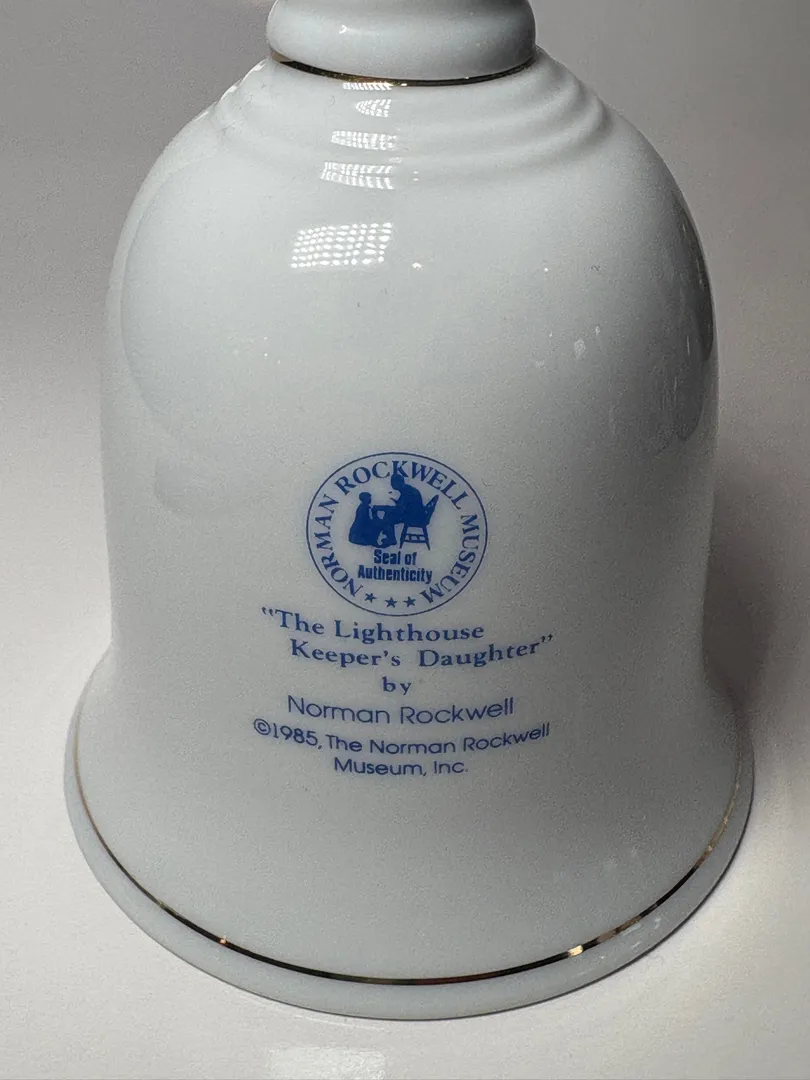 NORMAN ROCKWELL MUSEUM
Seal of
Authenticity
"The Lighthouse
Keeper's Daughter"
by
Norman Rockwell
©1985, The Norman Rockwell
Museum, Inc.